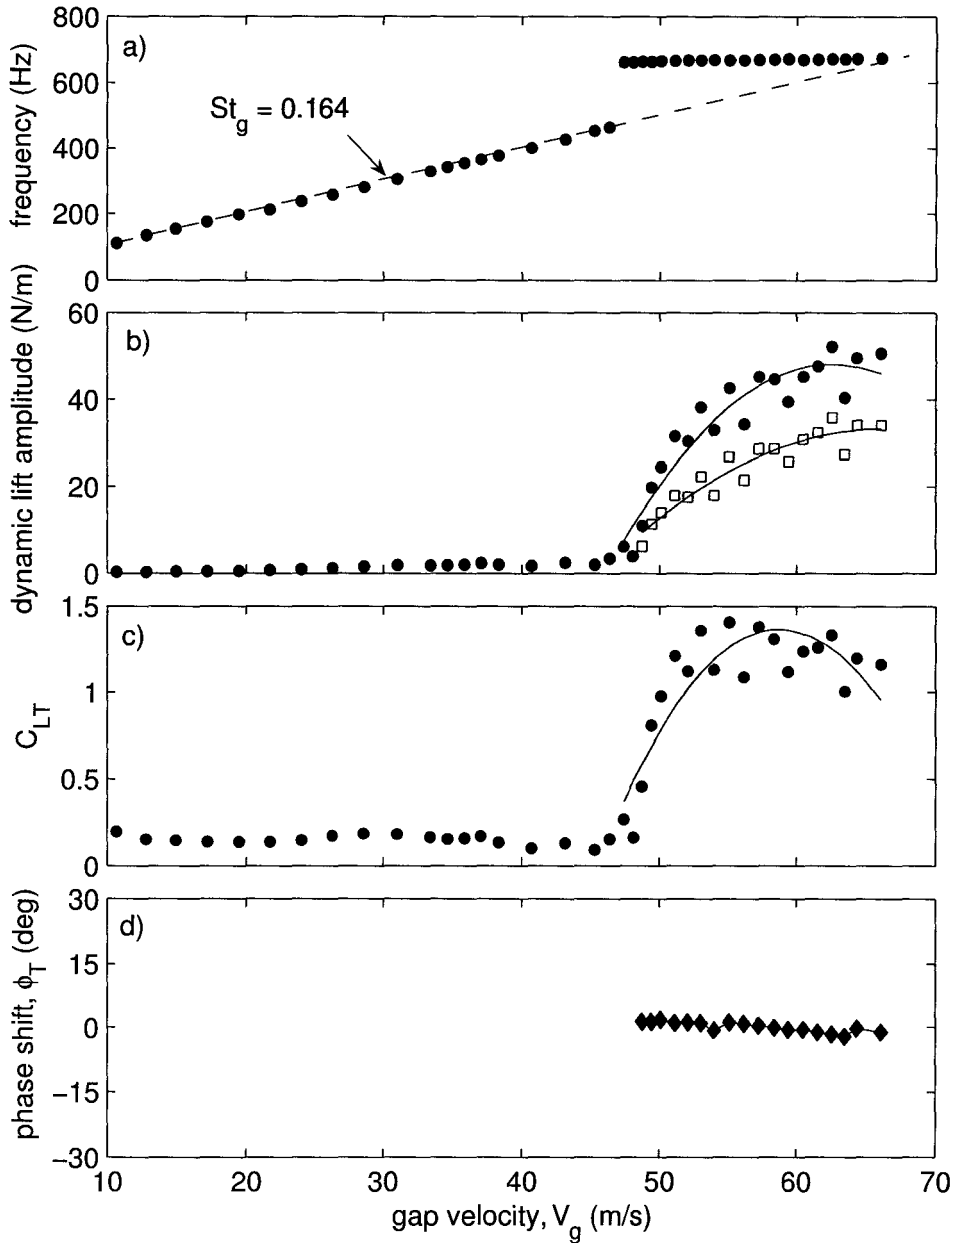 800
600
400
200
0
frequency (Hz)
a)
St_g = 0.164
60
40
20
0
dynamic lift amplitude (N/m)
b)
1.5
1
0.5
0
C_LT
c)
30
15
0
−15
−30
phase shift, ϕ_T (deg)
d)
10 20 30 40 50 60 70
gap velocity, V_g (m/s)